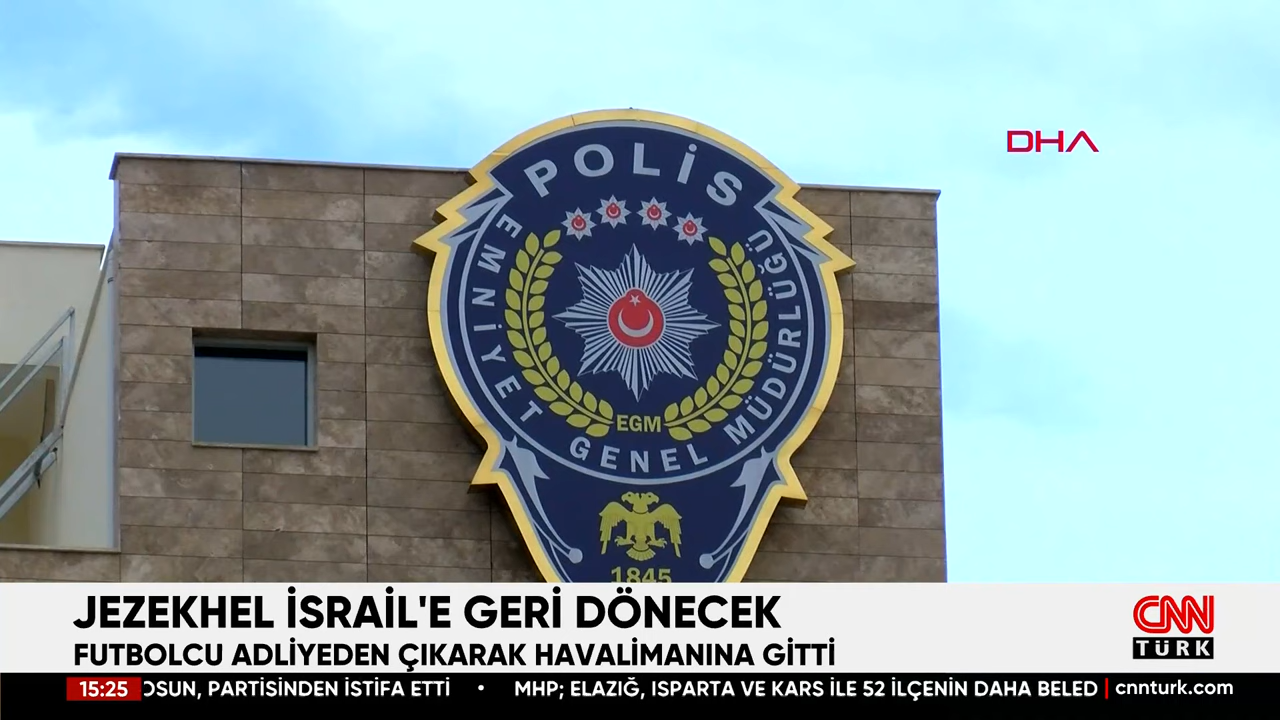 DHA
POLİS
EMNİYET GENEL MÜDÜRLÜĞÜ
EGM
1845
JEZEKHEL İSRAİL'E GERİ DÖNECEK
FUTBOLCU ADLİYEDEN ÇIKARAK HAVALİMANINA GİTTİ
CNN
TÜRK
15:25 OSUN, PARTİSİNDEN İSTİFA ETTİ • MHP; ELAZIĞ, ISPARTA VE KARS İLE 52 İLÇENİN DAHA BELED | cnnturk.com